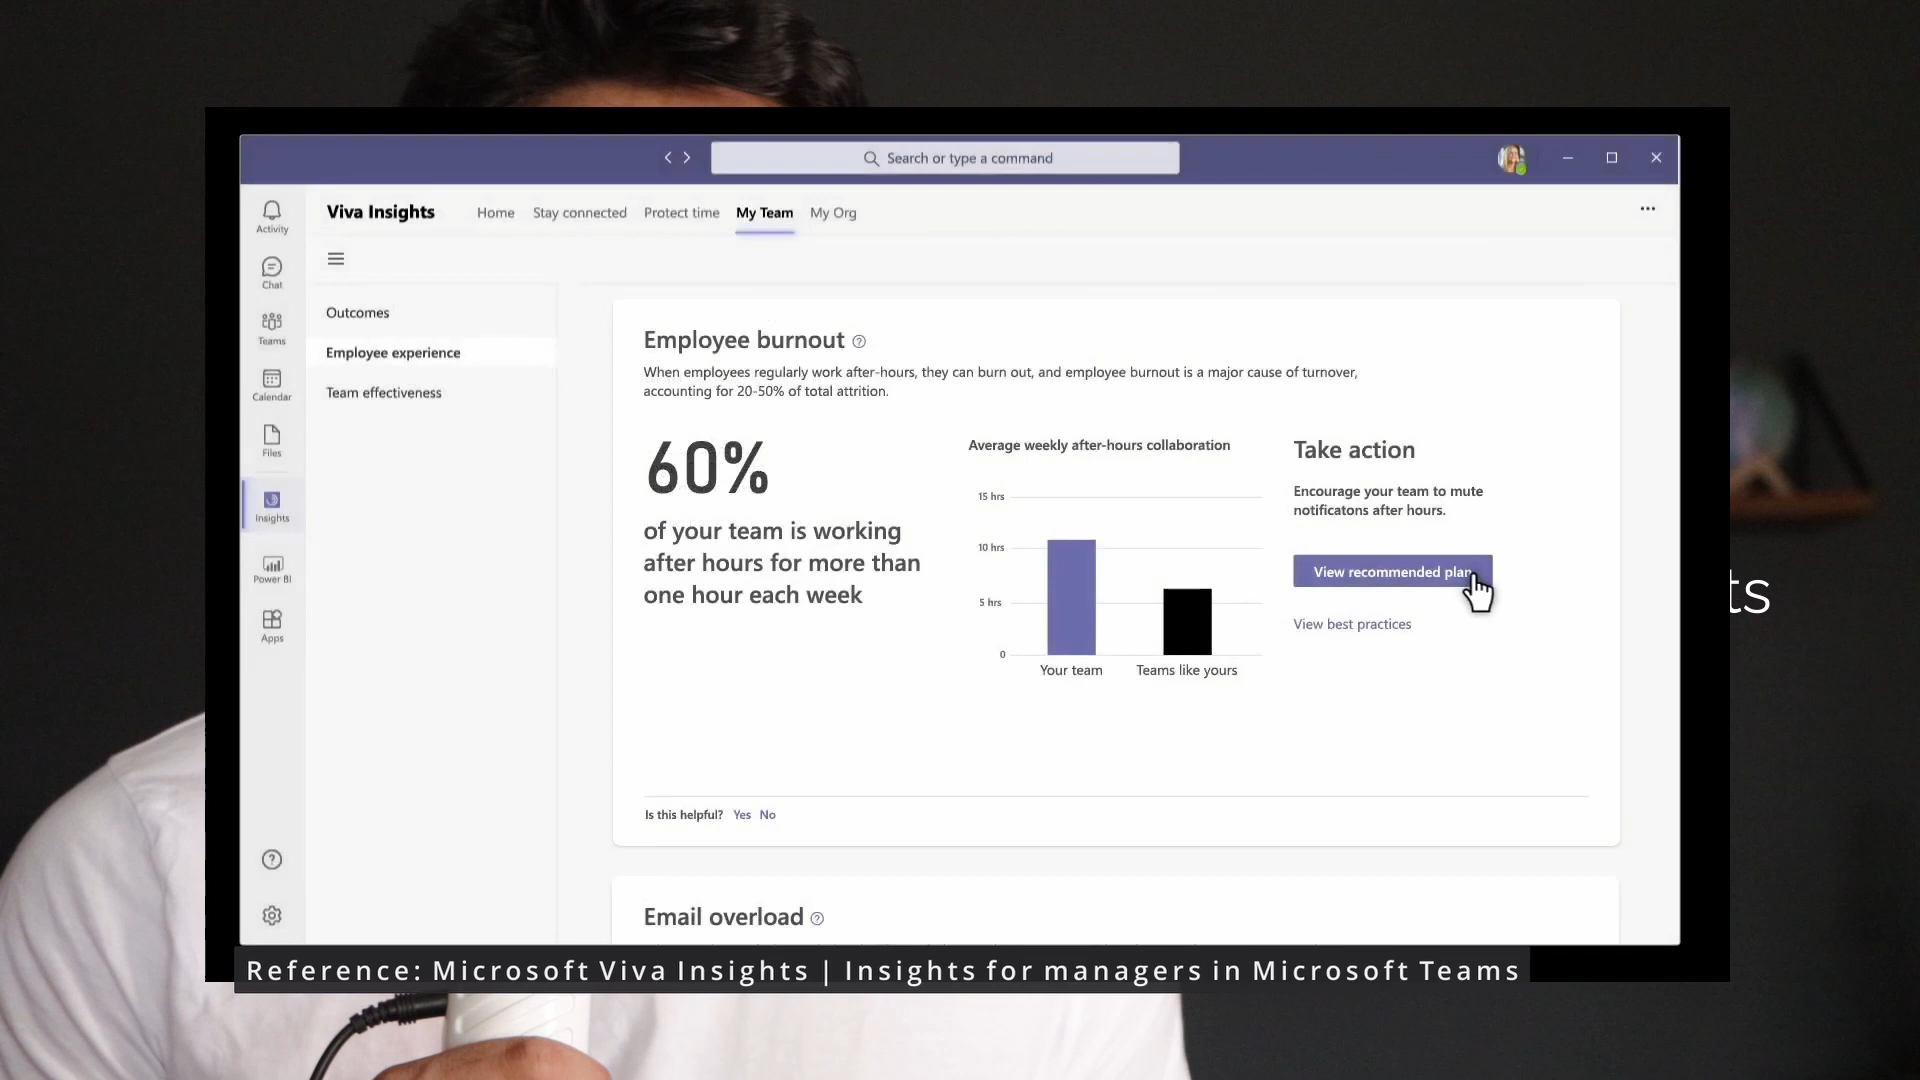 Search or type a command
Viva Insights
Home
Stay connected
Protect time
My Team
My Org
Activity
Chat
Teams
Calendar
Files
Insights
Power BI
Apps
Outcomes
Employee experience
Team effectiveness
Employee burnout
When employees regularly work after-hours, they can burn out, and employee burnout is a major cause of turnover,
accounting for 20-50% of total attrition.
60%
of your team is working
after hours for more than
one hour each week
Average weekly after-hours collaboration
15 hrs
10 hrs
5 hrs
0
Your team
Teams like yours
Take action
Encourage your team to mute
notificatons after hours.
View recommended plan
View best practices
Is this helpful? Yes No
Email overload
ts
Reference: Microsoft Viva Insights | Insights for managers in Microsoft Teams